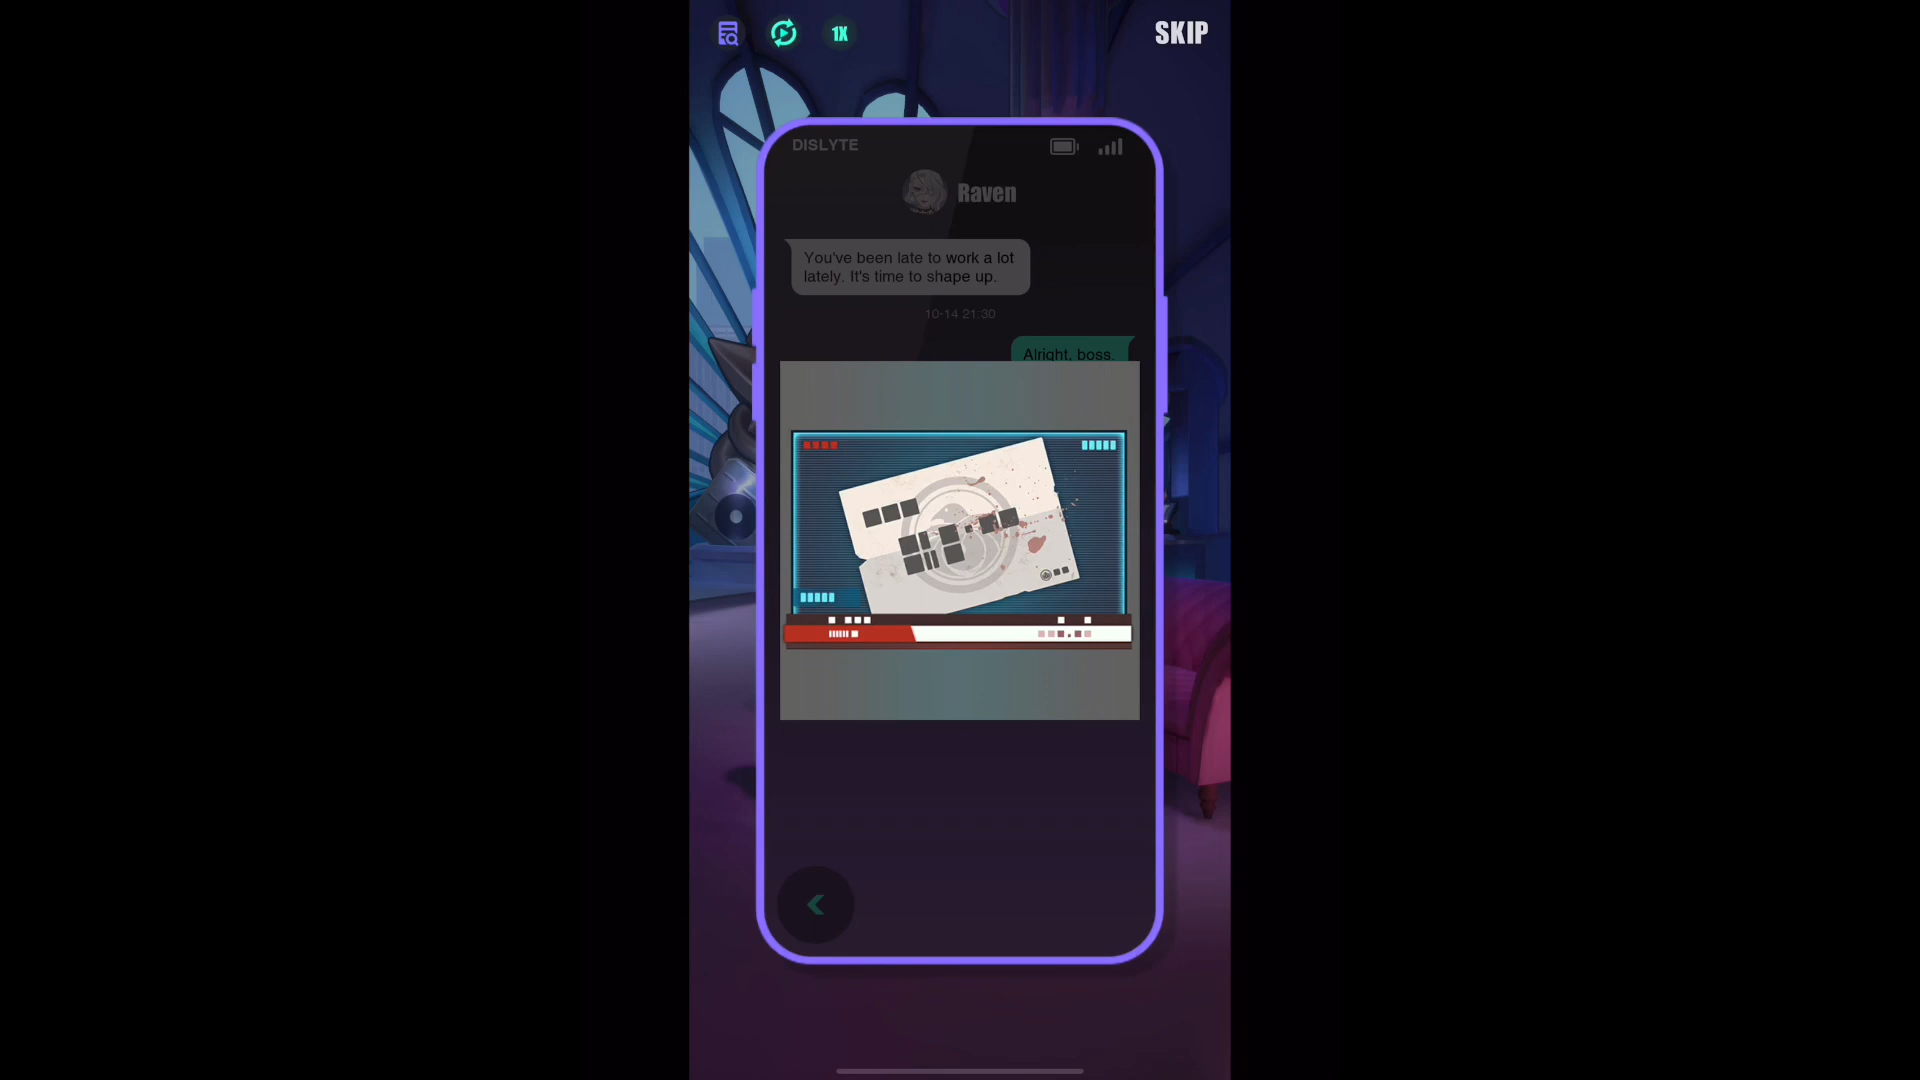 1X
SKIP
DISLYTE
Raven
You've been late to work a lot
lately. It's time to shape up.
10-14 21:30
Alright, boss.